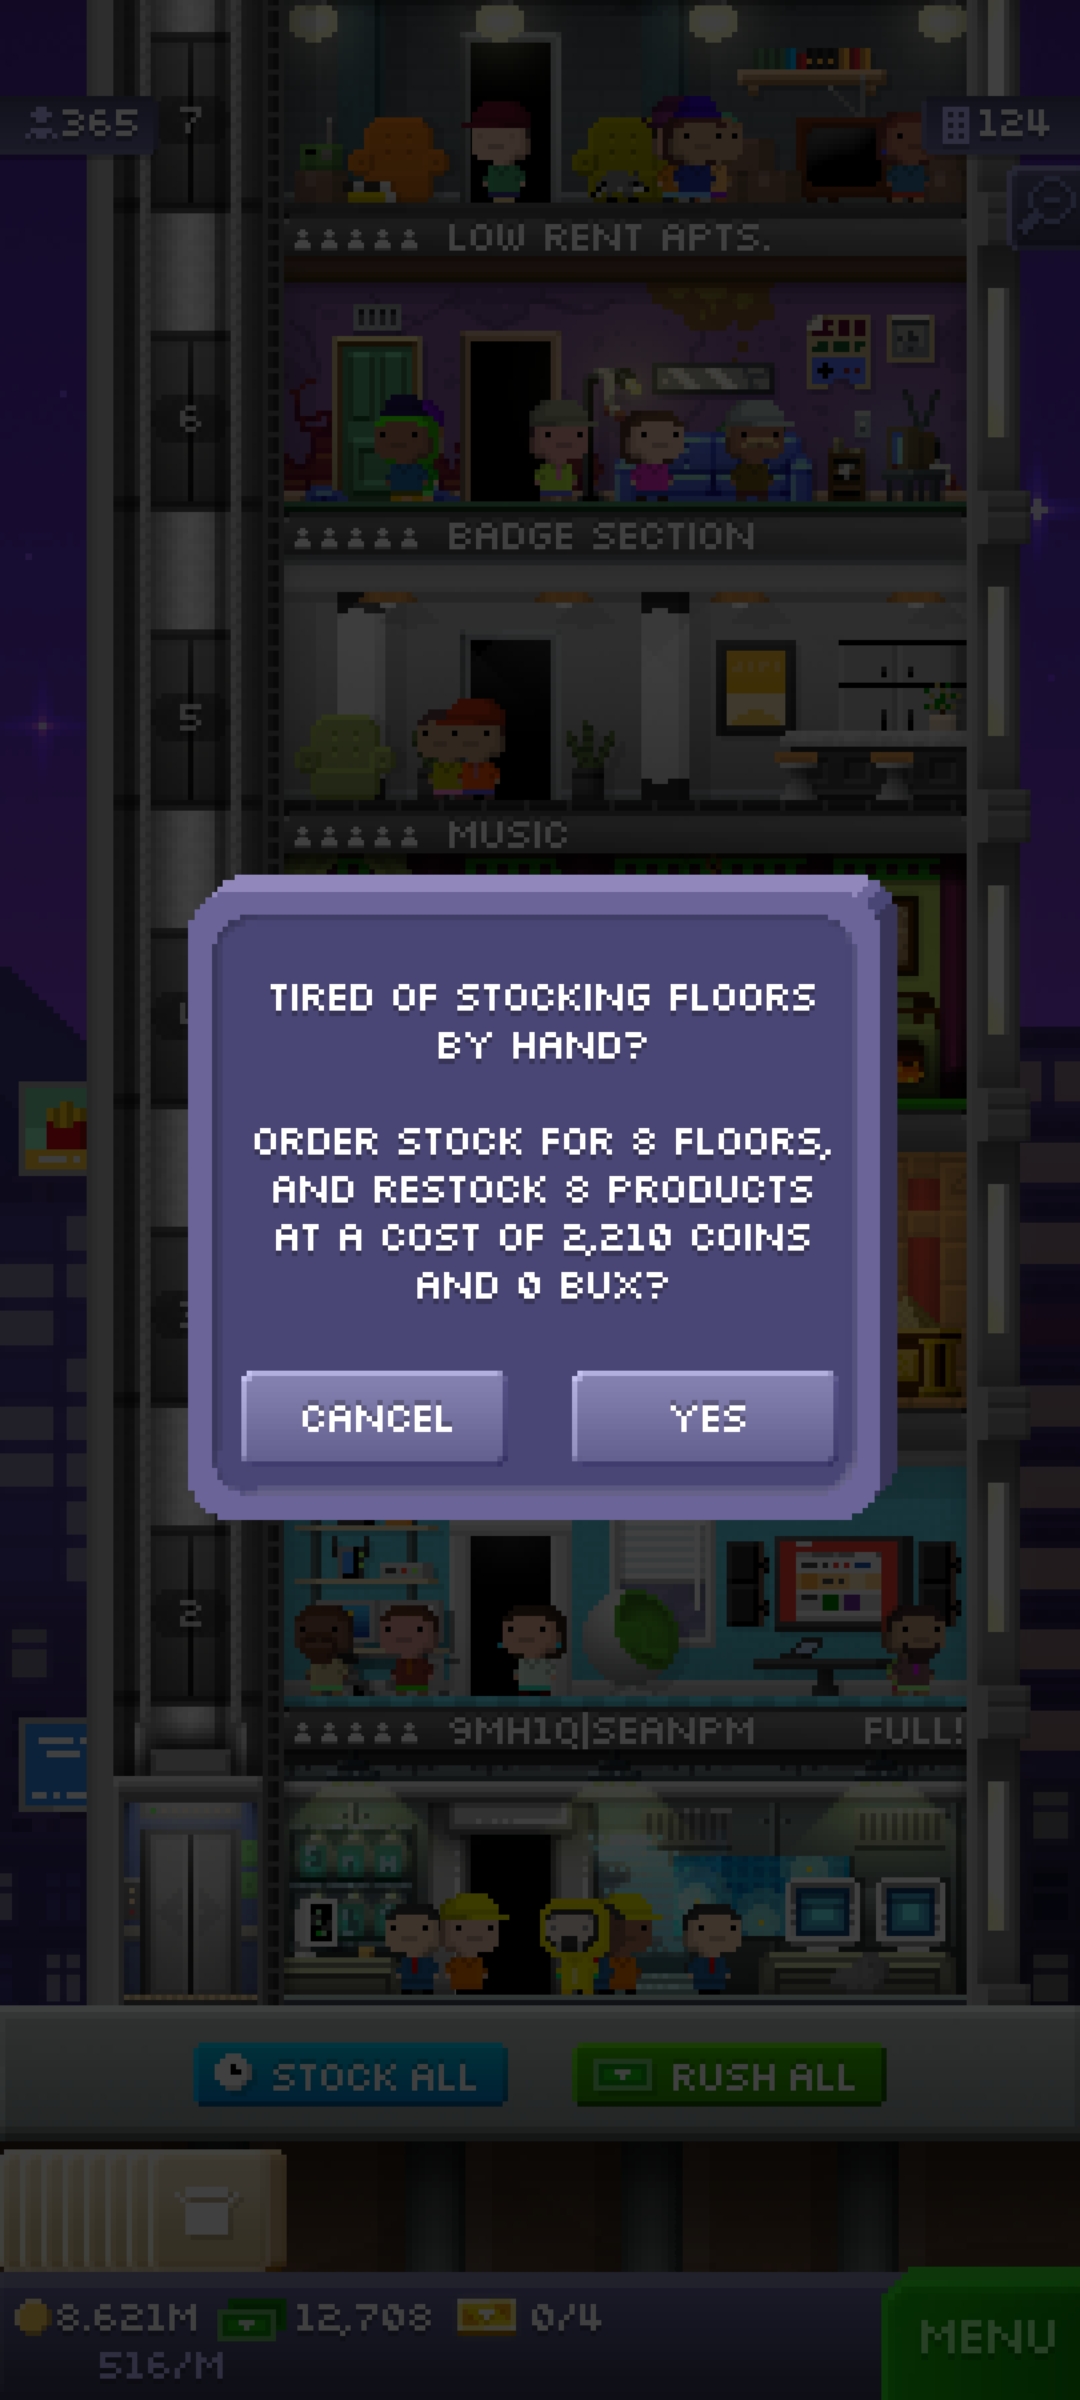 365
7
124
LOW RENT APTS.
6
BADGE SECTION
5
MUSIC
TIRED OF STOCKING FLOORS
BY HAND?
ORDER STOCK FOR 8 FLOORS,
AND RESTOCK 8 PRODUCTS
AT A COST OF 2,210 COINS
AND 0 BUX?
CANCEL
YES
2
9MH1Q|SEANPM
FULL!
STOCK ALL
RUSH ALL
8.621M
12,708
0/4
516/M
MENU